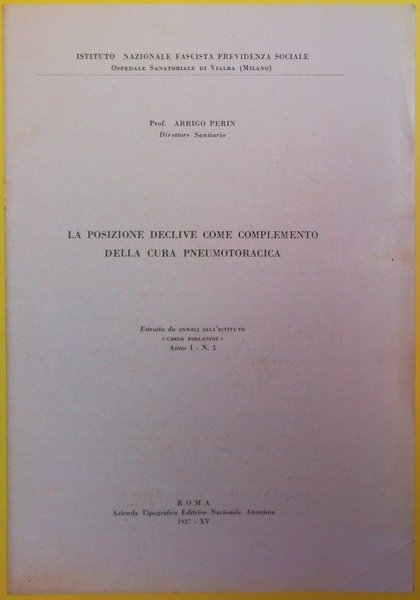 ISTITUTO NAZIONALE FASCISTA PREVIDENZA SOCIALE
OSPEDALE SANATORIALE DI VIALBA (MILANO)
Prof. ARRIGO PERIN
Direttore Sanitario
LA POSIZIONE DECLIVE COME COMPLEMENTO
DELLA CURA PNEUMOTORACICA
Estratto da ANNALI DELL'ISTITUTO
« CARLO FORLANINI »
Anno I - N. 3
ROMA
Azienda Tipografica Editrice Nazionale Anonima
1937 - XV